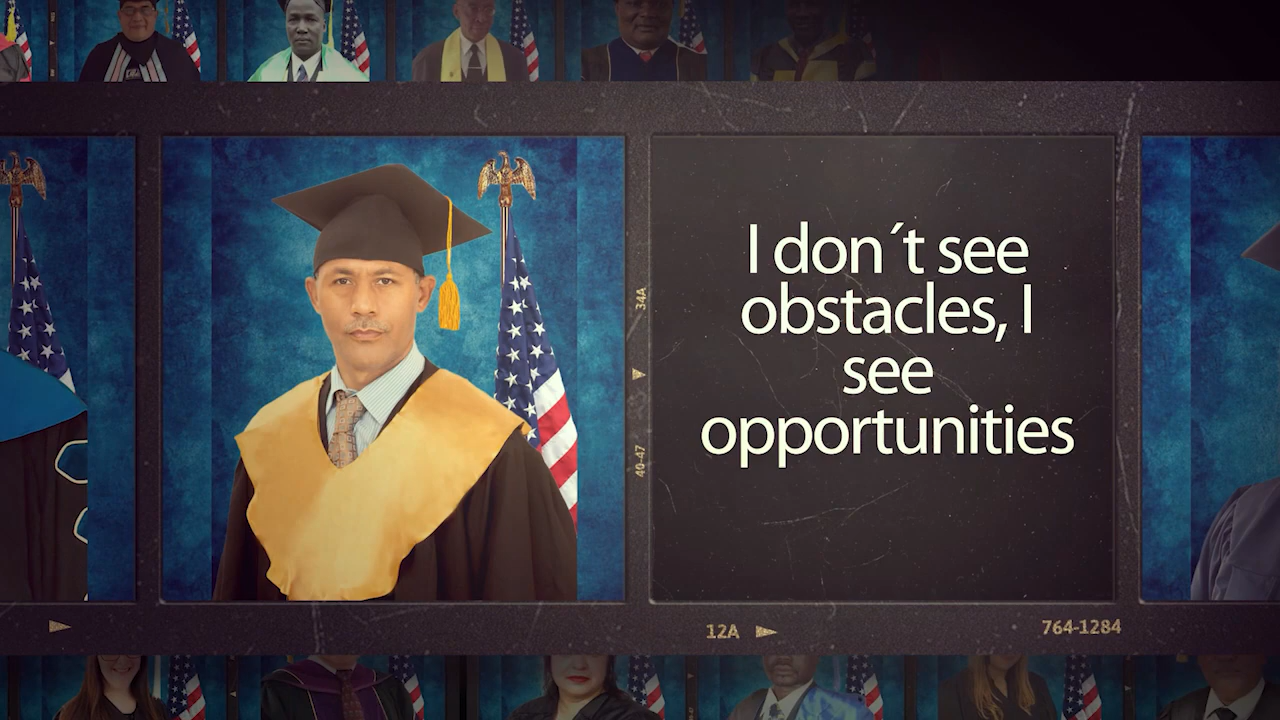 I don´t see
obstacles, I
see
opportunities
34A
40-47
12A
764-1284